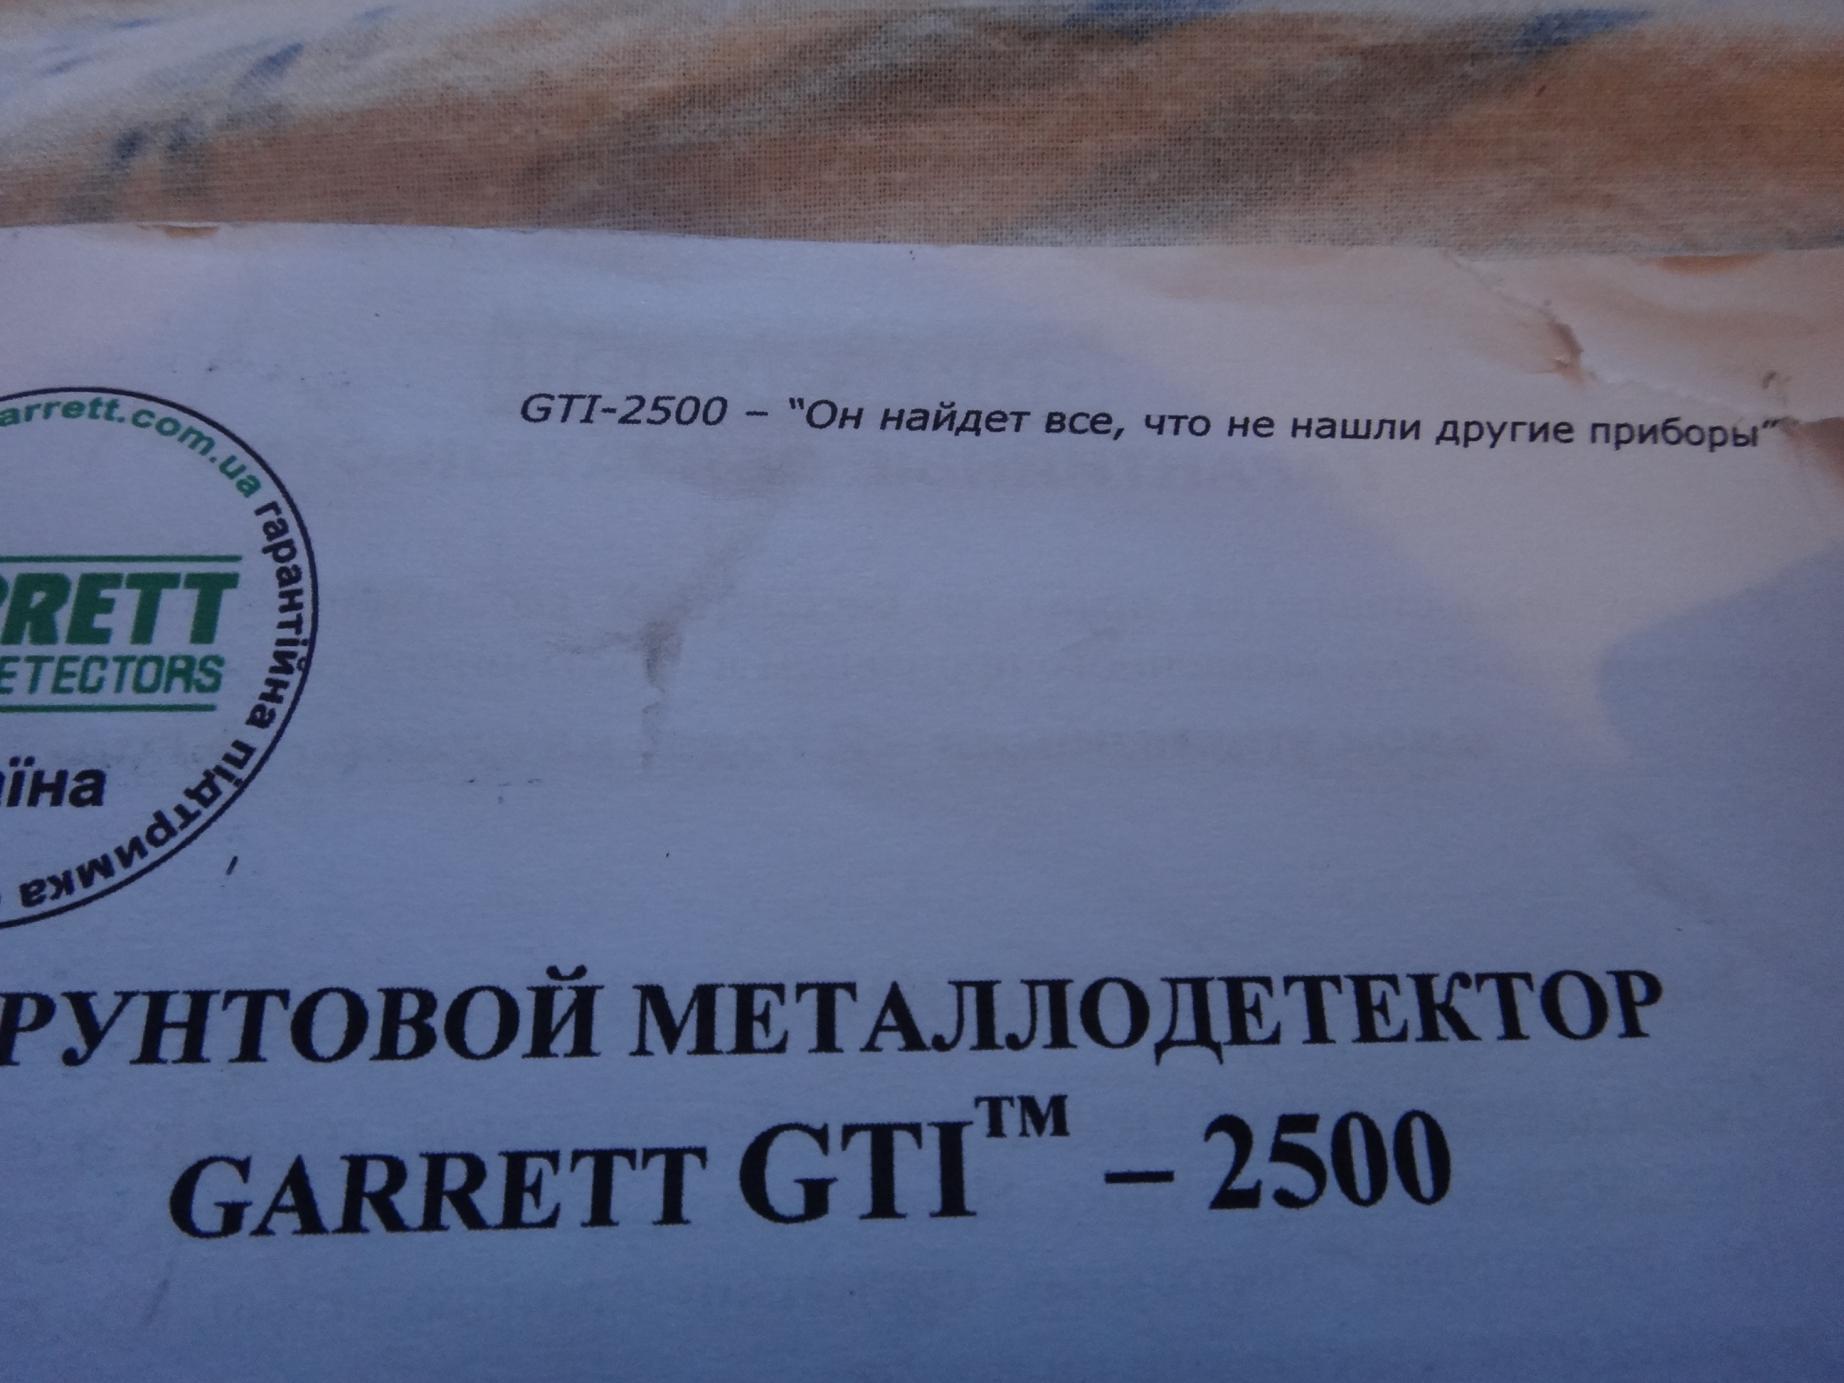 GTI-2500 – "Он найдет все, что не нашли другие приборы"
arrett.com.ua гарантійна підтримка
RRETT
ETECTORS
аїна
РУНТОВОЙ МЕТАЛЛОДЕТЕКТОР
GARRETT GTI™ – 2500